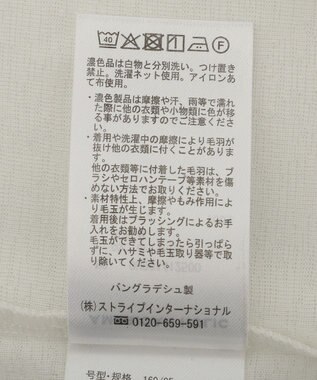 40
F
濃色品は白物と分別洗い。つけ置き
禁止。洗濯ネット使用。アイロンあ
て布使用。
・濃色製品は摩擦や汗、雨等で濡れ
た際に他の衣類や小物類に色が移
る事がありますのでご注意くださ
い。
・着用や洗濯中の摩擦により毛羽が
抜け他の衣類に付くことがありま
す。
他の衣類等に付着した毛羽は、ブ
ラシやセロハンテープ等素材を傷
めない方法でお取りください。
・素材特性上、摩擦やもみ作用によ
り毛玉が生じます。
着用後はブラッシングによるお手
入れをお勧めします。
毛玉ができてしまったら引っぱら
ずに、ハサミや毛玉取り器等で取
り除いてください。
バングラデシュ製
(株)ストライプインターナショナル
0120-659-591
号型・规格